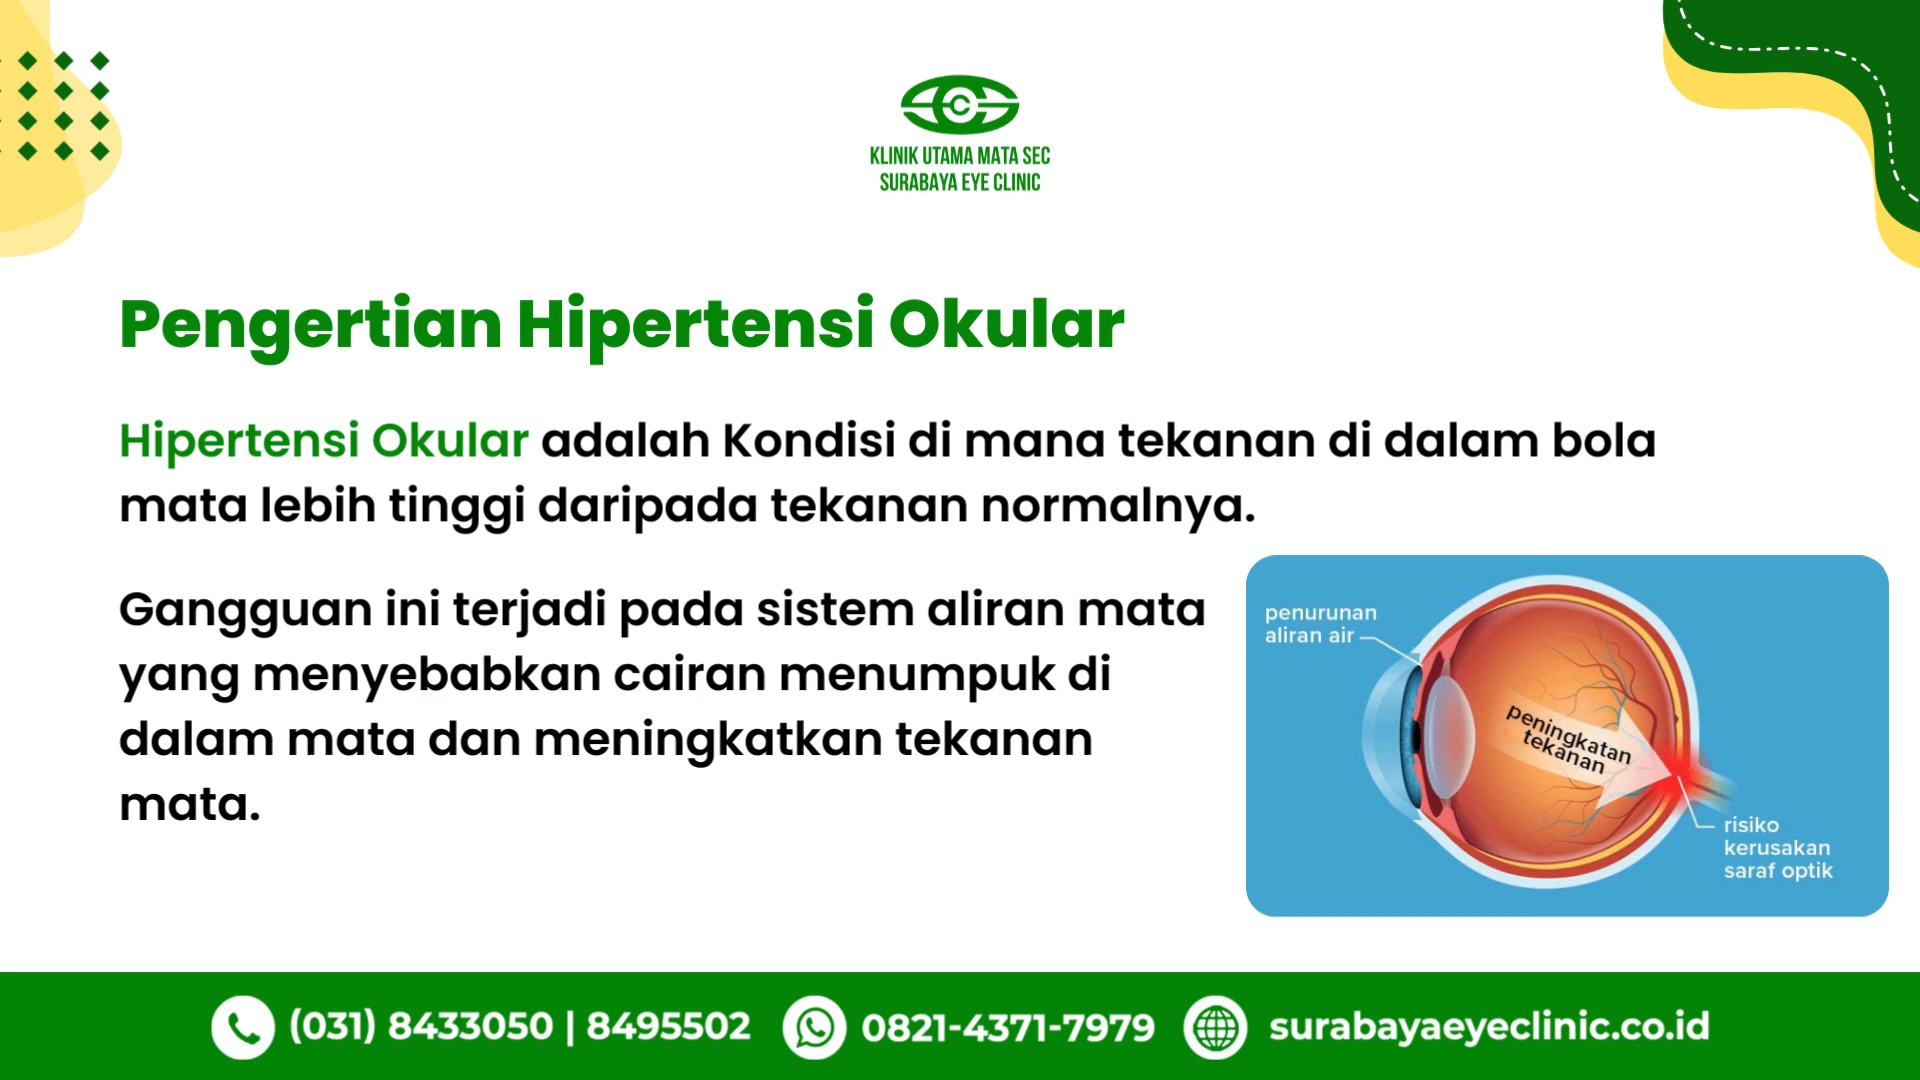 KLINIK UTAMA MATA SEC
SURABAYA EYE CLINIC
Pengertian Hipertensi Okular
Hipertensi Okular adalah Kondisi di mana tekanan di dalam bola
mata lebih tinggi daripada tekanan normalnya.
Gangguan ini terjadi pada sistem aliran mata
yang menyebabkan cairan menumpuk di
dalam mata dan meningkatkan tekanan
mata.
penurunan
aliran air
peningkatan
tekanan
risiko
kerusakan
saraf optik
(031) 8433050 | 8495502
0821-4371-7979
surabayaeyeclinic.co.id